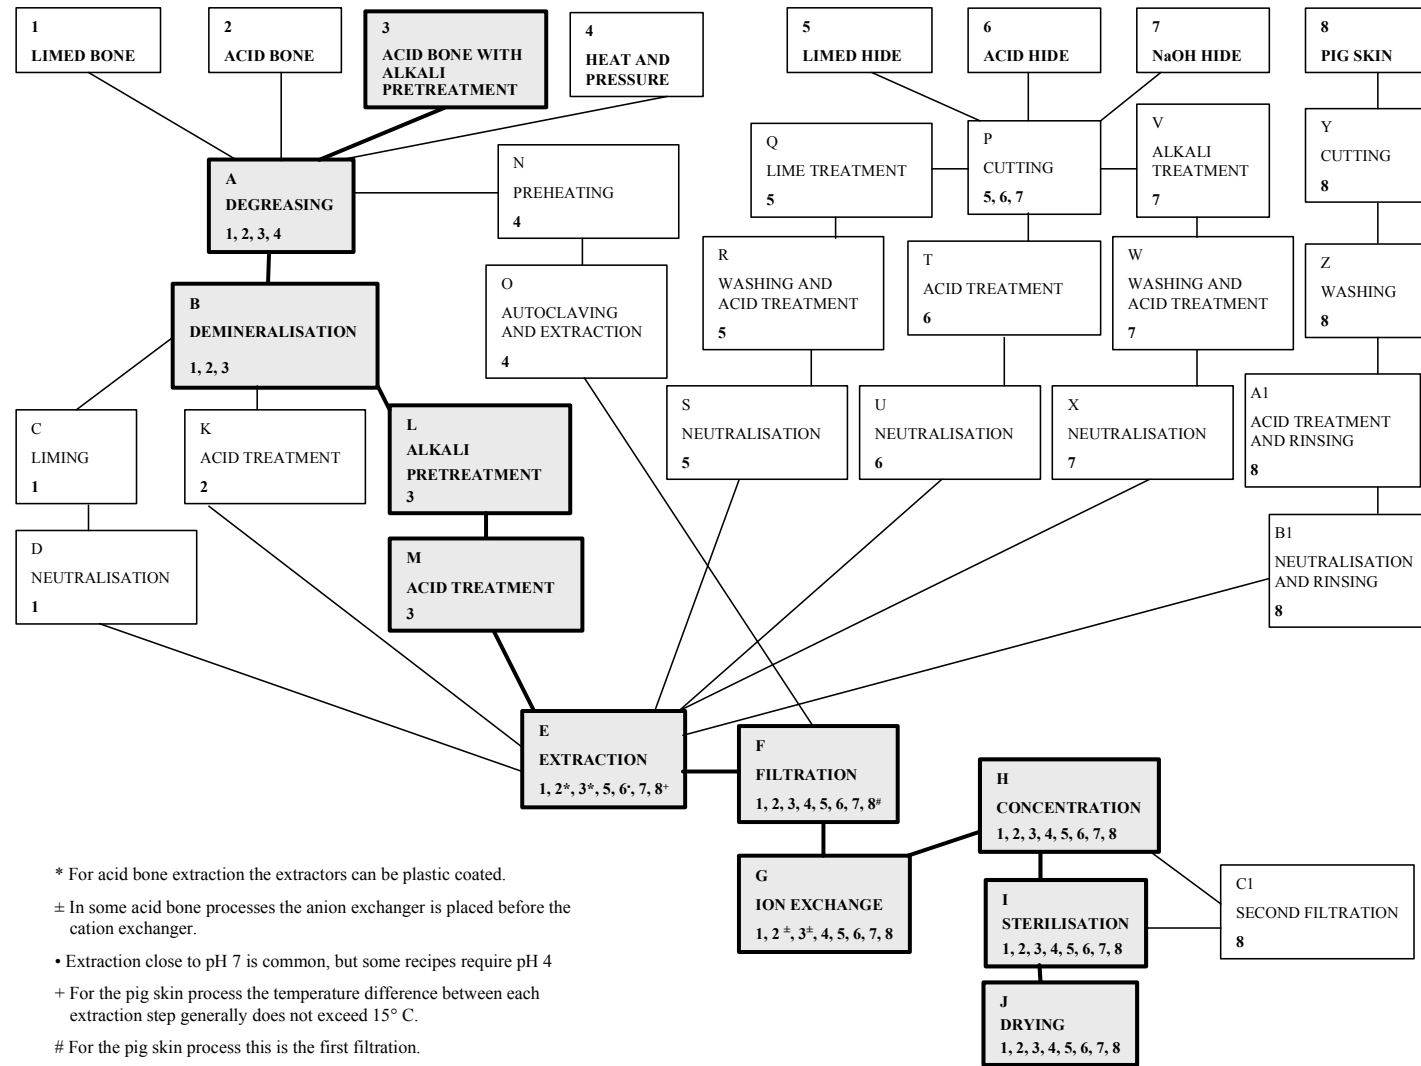 1
LIMED BONE
2
ACID BONE
3
ACID BONE WITH
ALKALI
PRETREATMENT
4
HEAT AND
PRESSURE
5
LIMED HIDE
6
ACID HIDE
7
NaOH HIDE
8
PIG SKIN
A
DEGREASING
1, 2, 3, 4
N
PREHEATING
4
Q
LIME TREATMENT
5
P
CUTTING
5, 6, 7
V
ALKALI
TREATMENT
7
Y
CUTTING
8
B
DEMINERALISATION
1, 2, 3
O
AUTOCLAVING
AND EXTRACTION
4
R
WASHING AND
ACID TREATMENT
5
T
ACID TREATMENT
6
W
WASHING AND
ACID TREATMENT
7
Z
WASHING
8
C
LIMING
1
K
ACID TREATMENT
2
L
ALKALI
PRETREATMENT
3
S
NEUTRALISATION
5
U
NEUTRALISATION
6
X
NEUTRALISATION
7
A1
ACID TREATMENT
AND RINSING
8
D
NEUTRALISATION
1
M
ACID TREATMENT
3
B1
NEUTRALISATION
AND RINSING
8
E
EXTRACTION
1, 2*, 3*, 5, 6•, 7, 8+
F
FILTRATION
1, 2, 3, 4, 5, 6, 7, 8#
G
ION EXCHANGE
1, 2 ±, 3±, 4, 5, 6, 7, 8
H
CONCENTRATION
1, 2, 3, 4, 5, 6, 7, 8
I
STERILISATION
1, 2, 3, 4, 5, 6, 7, 8
C1
SECOND FILTRATION
8
J
DRYING
1, 2, 3, 4, 5, 6, 7, 8
* For acid bone extraction the extractors can be plastic coated.
± In some acid bone processes the anion exchanger is placed before the
cation exchanger.
• Extraction close to pH 7 is common, but some recipes require pH 4
+ For the pig skin process the temperature difference between each
extraction step generally does not exceed 15° C.
# For the pig skin process this is the first filtration.